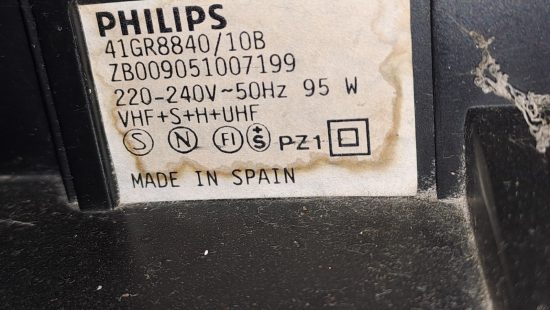 PHILIPS
41GR8840/10B
ZB009051007199
220-240V~50Hz 95 W
VHF+S+H+UHF
S N FI +S PZ1
MADE IN SPAIN